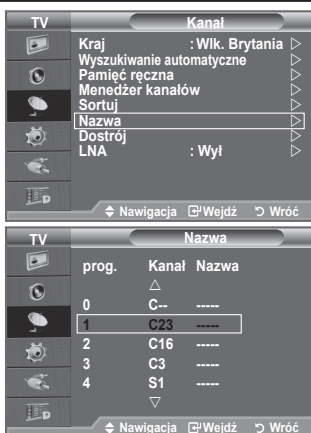 TV Kanał
Kraj : Wlk. Brytania ▷
Wyszukiwanie automatyczne ▷
Pamięć ręczna ▷
Menedżer kanałów ▷
Sortuj ▷
Nazwa ▷
Dostrój ▷
LNA : Wył ▷
Nawigacja Wejdź Wróć
TV Nazwa
prog. Kanał Nazwa
△
0 C-- -----
1 C23 -----
2 C16 -----
3 C3 -----
4 S1 -----
▽
Nawigacja Wejdź Wróć